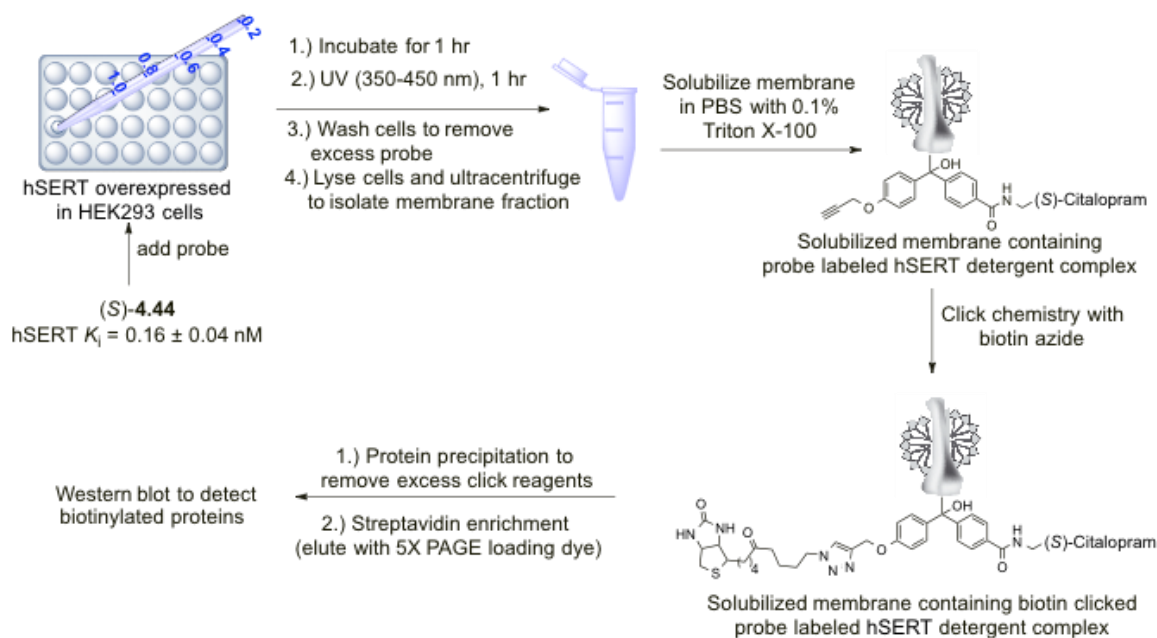 1.0
0.8
0.6
0.4
0.2
hSERT overexpressed
in HEK293 cells
add probe
(S)-4.44
hSERT Ki = 0.16 ± 0.04 nM
1.) Incubate for 1 hr
2.) UV (350-450 nm), 1 hr
3.) Wash cells to remove
excess probe
4.) Lyse cells and ultracentrifuge
to isolate membrane fraction
Solubilize membrane
in PBS with 0.1%
Triton X-100
OH
O
H
N
O
(S)-Citalopram
Solubilized membrane containing
probe labeled hSERT detergent complex
Click chemistry with
biotin azide
OH
O
HN
NH
S
4
O
N
N
N
O
H
N
O
(S)-Citalopram
Solubilized membrane containing biotin clicked
probe labeled hSERT detergent complex
1.) Protein precipitation to
remove excess click reagents
2.) Streptavidin enrichment
(elute with 5X PAGE loading dye)
Western blot to detect
biotinylated proteins